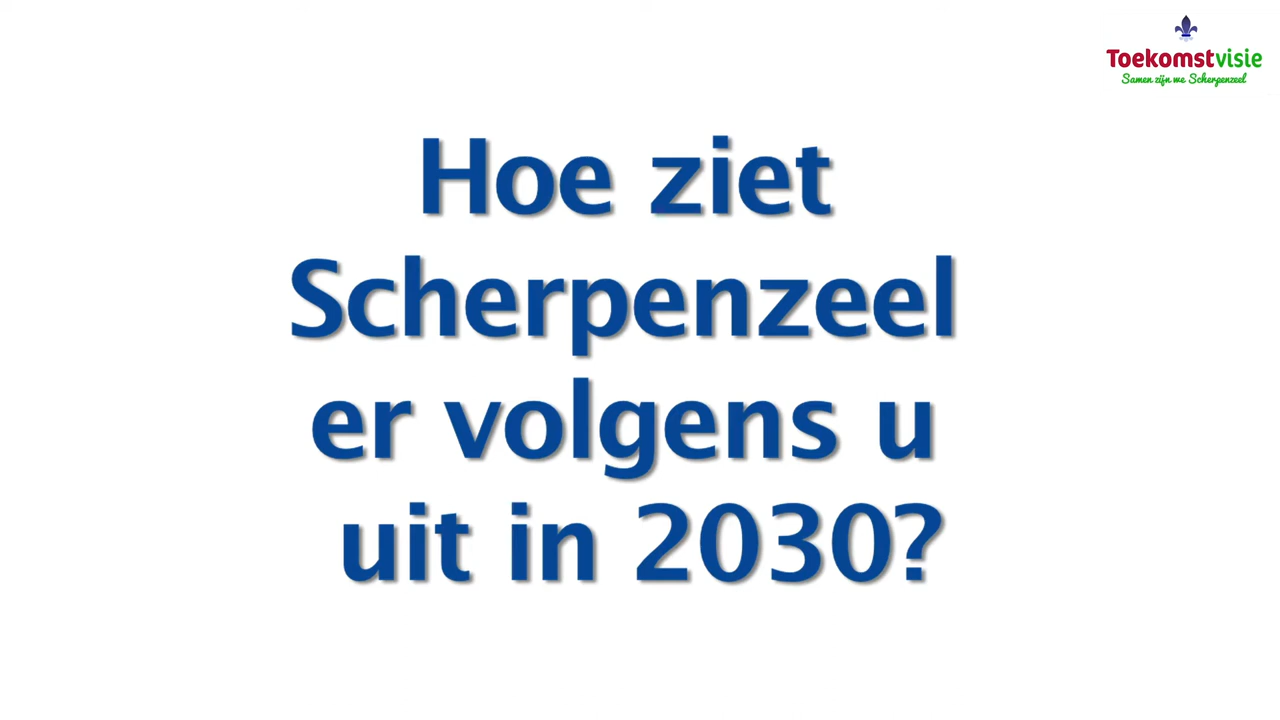 Toekomstvisie
Samen zijn we Scherpenzeel
Hoe ziet
Scherpenzeel
er volgens u
uit in 2030?